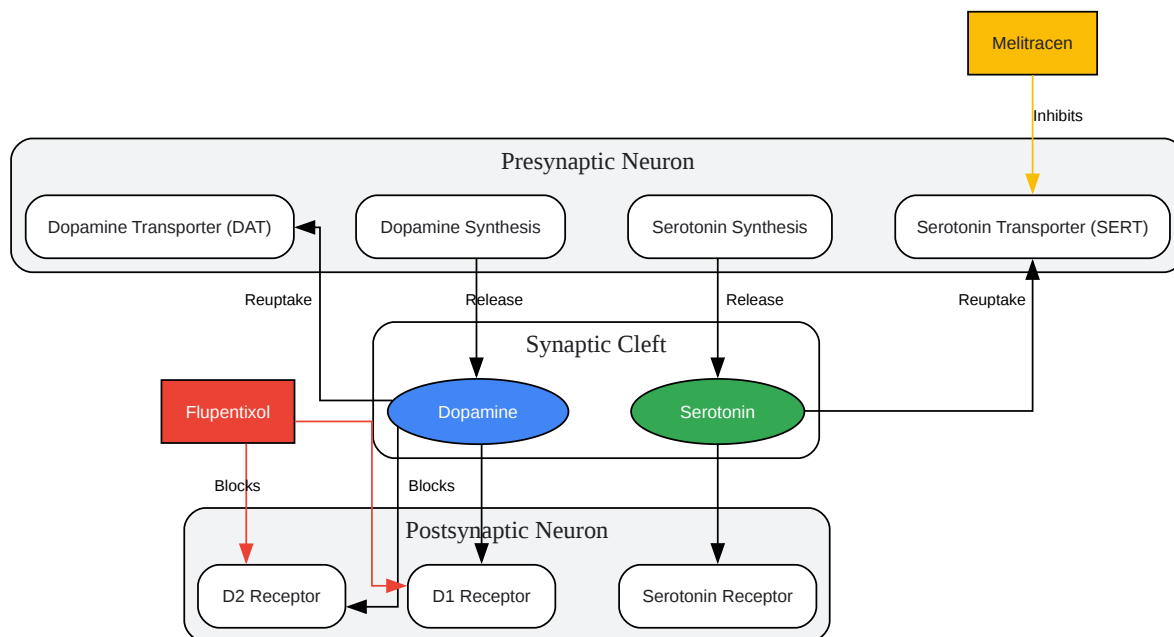 Melitracen
Inhibits
Presynaptic Neuron
Dopamine Transporter (DAT)
Dopamine Synthesis
Serotonin Synthesis
Serotonin Transporter (SERT)
Reuptake
Release
Release
Reuptake
Synaptic Cleft
Flupentixol
Dopamine
Serotonin
Blocks
Blocks
Postsynaptic Neuron
D2 Receptor
D1 Receptor
Serotonin Receptor